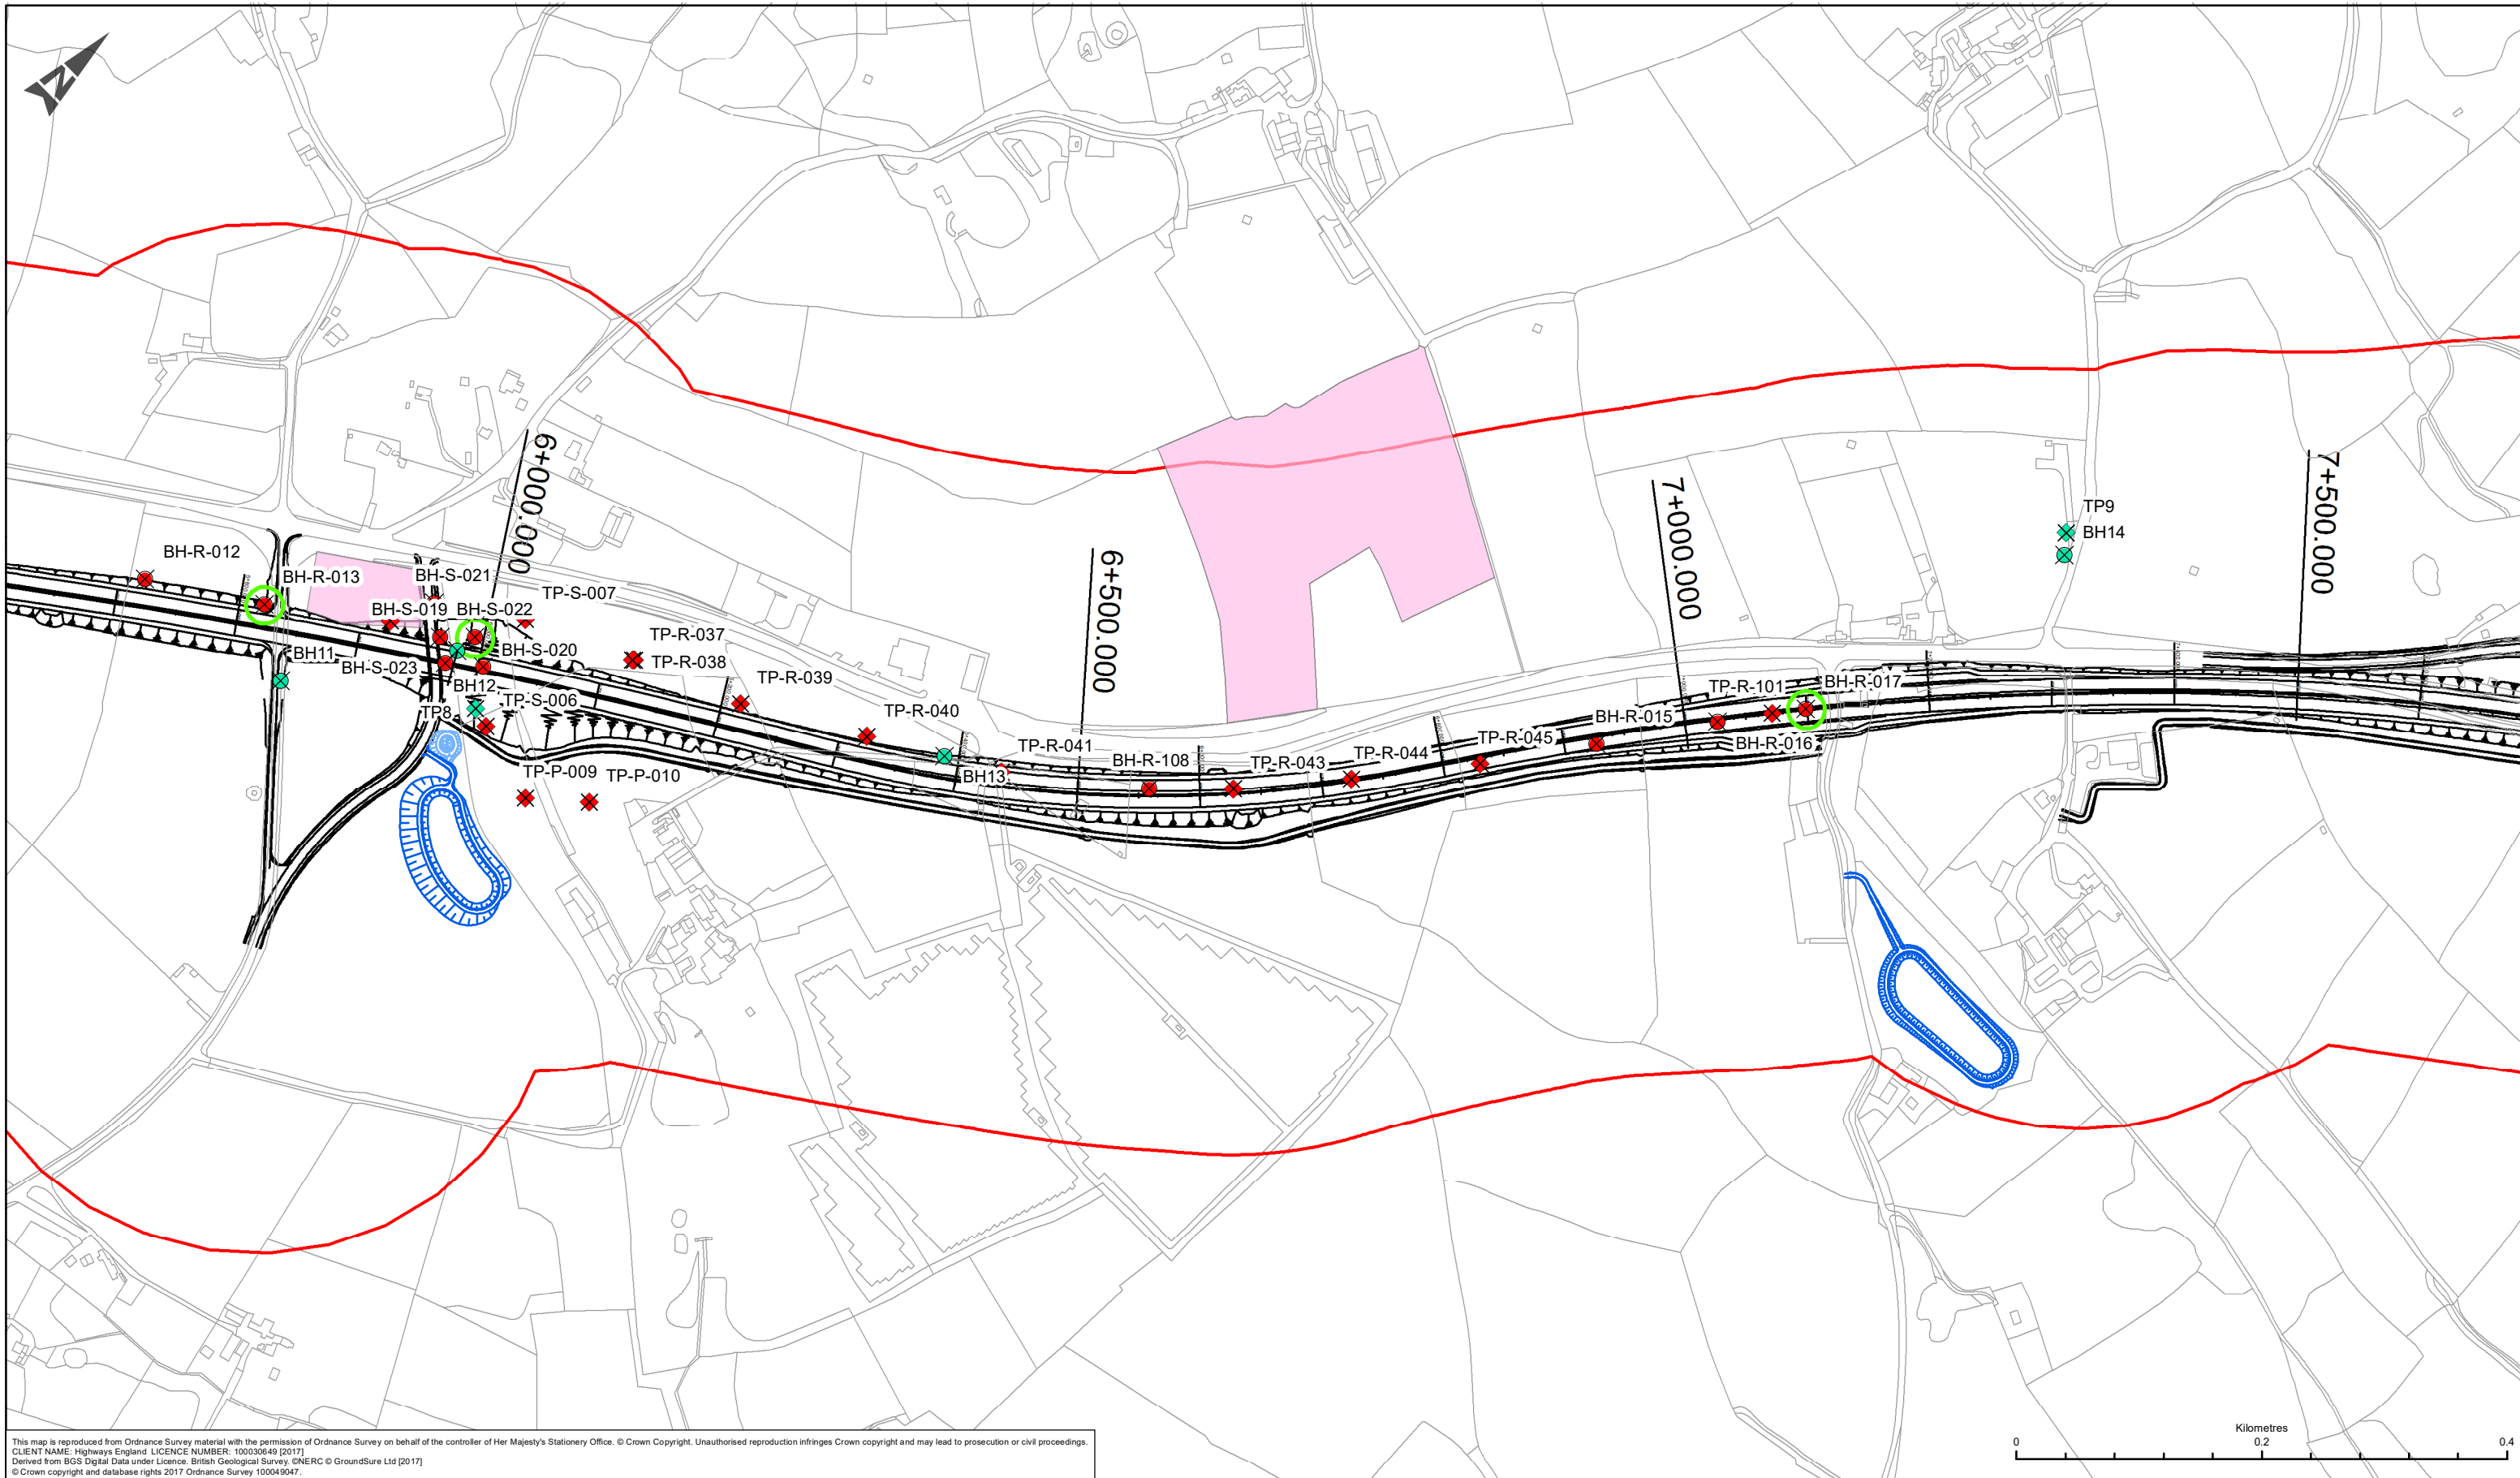 N
6+000.000
7+500.000
TP9
BH14
7+000.000
6+500.000
BH-R-012
BH-R-013
BH-S-021
TP-S-007
BH-S-019
BH-S-022
TP-R-037
BH11
BH-S-020
TP-R-038
BH-S-023
TP-R-039
BH12
TP-R-101
BH-R-017
TP-S-006
TP8
TP-R-040
BH-R-015
TP-R-045
TP-R-041
BH-R-016
TP-R-044
BH-R-108
TP-R-043
TP-P-009
TP-P-010
BH13
Kilometres
0
0.2
0.4
This map is reproduced from Ordnance Survey material with the permission of Ordnance Survey on behalf of the controller of Her Majesty's Stationery Office. © Crown Copyright. Unauthorised reproduction infringes Crown copyright and may lead to prosecution or civil proceedings.
CLIENT NAME: Highways England LICENCE NUMBER: 100030649 [2017]
Derived from BGS Digital Data under Licence. British Geological Survey. ©NERC © GroundSure Ltd [2017]
© Crown copyright and database rights 2017 Ordnance Survey 100049047.